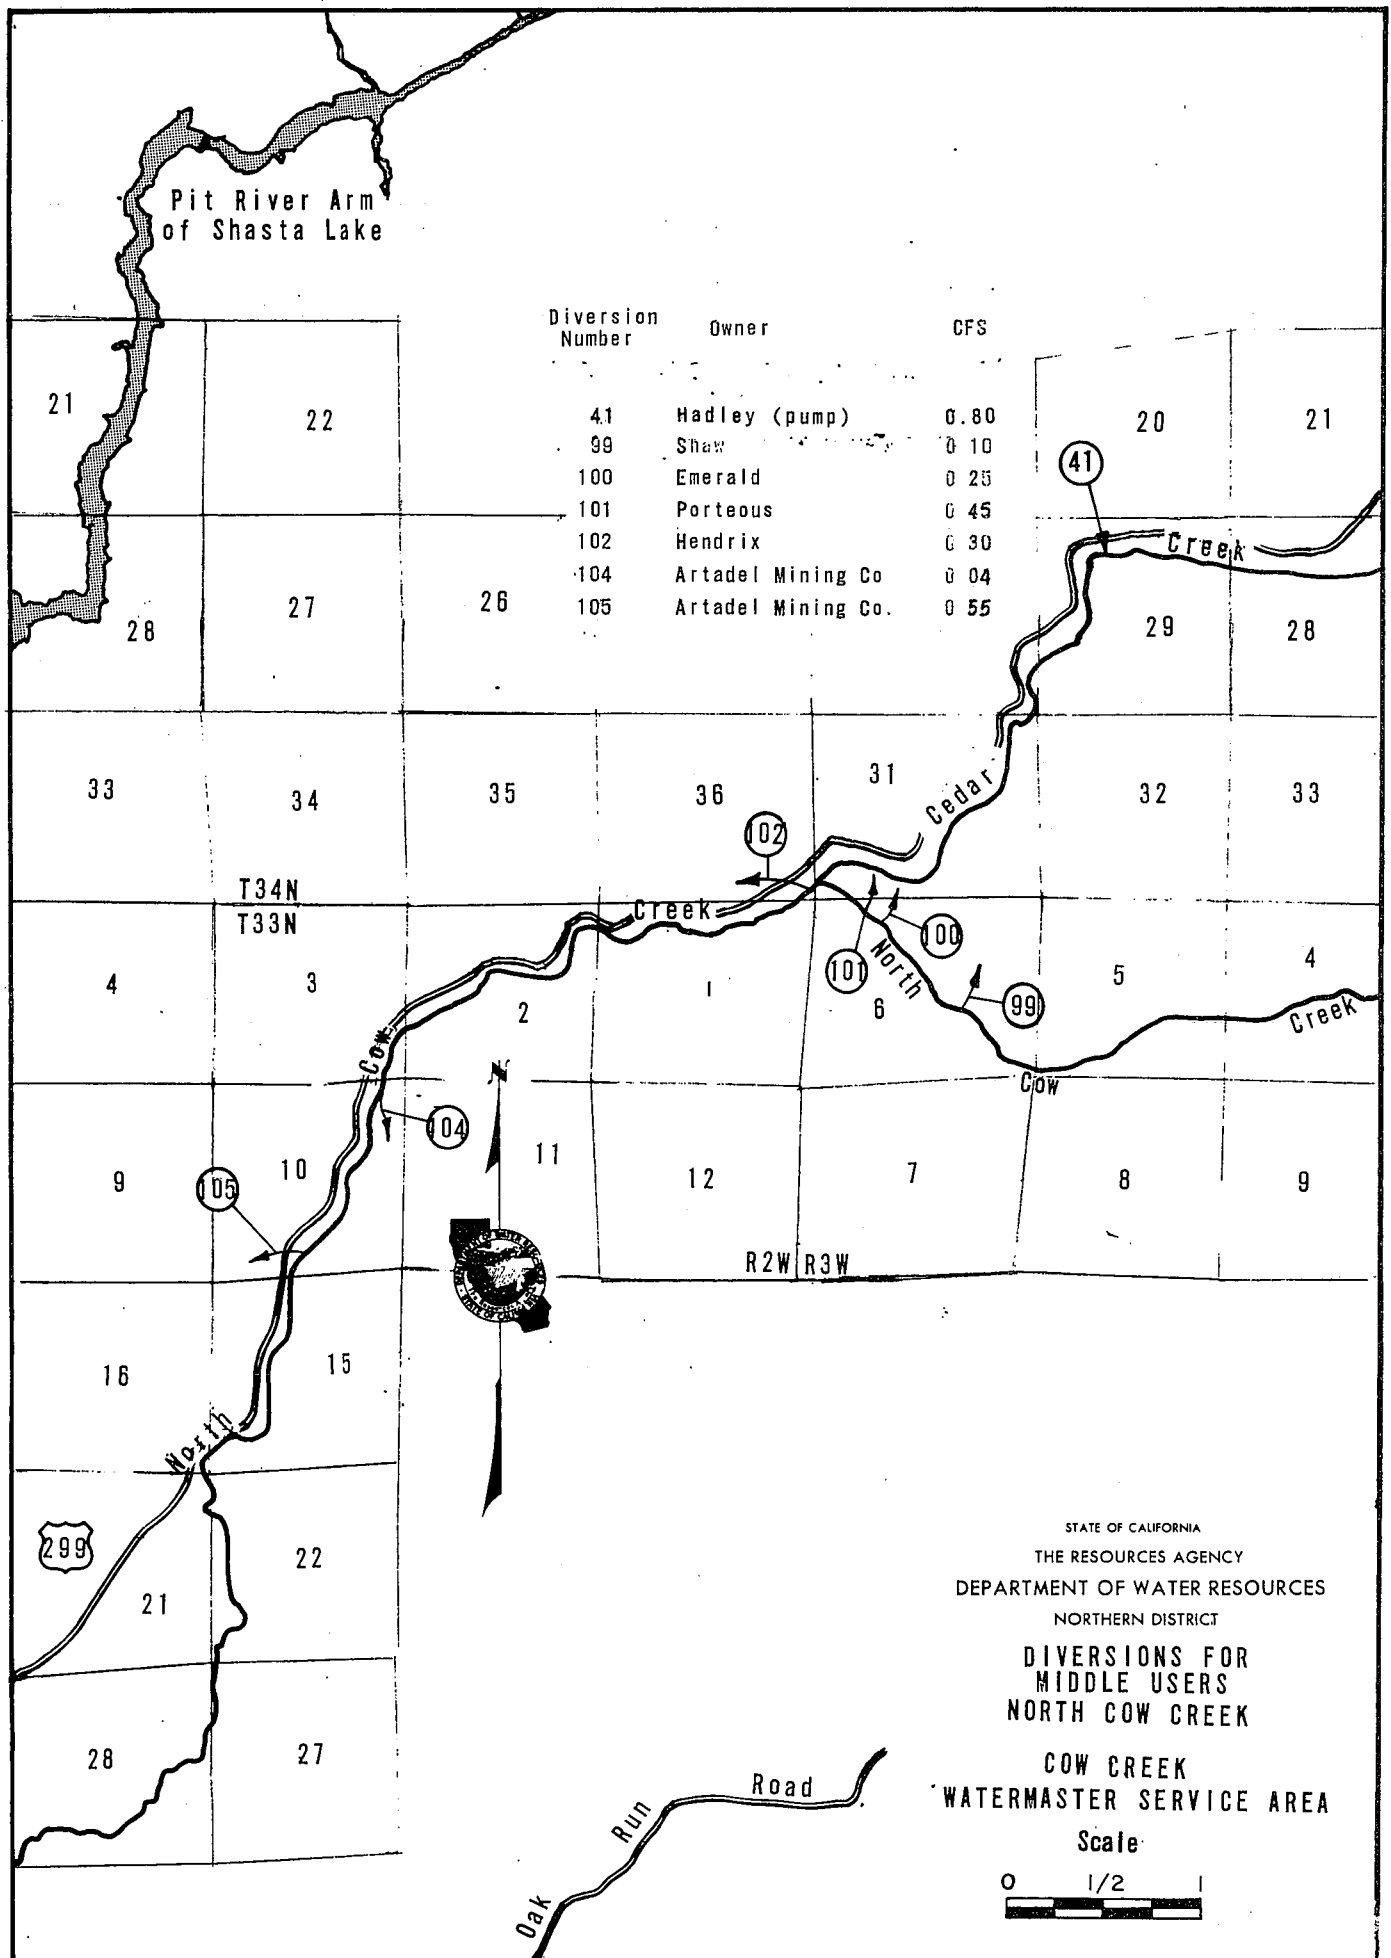 Pit River Arm
of Shasta Lake
Diversion
Number
Owner
CFS
41 Hadley (pump) 0.80
99 Shaw 0 10
100 Emerald 0 25
101 Porteous 0 45
102 Hendrix 0 30
104 Artadel Mining Co 0 04
105 Artadel Mining Co. 0 55
21
22
20
21
41
Creek
28
27
26
29
28
33
34
35
36
31
Cedar
32
33
102
T34N
T33N
Creek
100
101
North
99
4
3
2
1
6
5
4
Creek
Cow
Cow
N
104
9
10
11
12
7
8
9
105
R2W R3W
16
15
North
299
22
21
28
27
Oak Run Road
STATE OF CALIFORNIA
THE RESOURCES AGENCY
DEPARTMENT OF WATER RESOURCES
NORTHERN DISTRICT
DIVERSIONS FOR
MIDDLE USERS
NORTH COW CREEK
COW CREEK
WATERMASTER SERVICE AREA
Scale
0 1/2 1